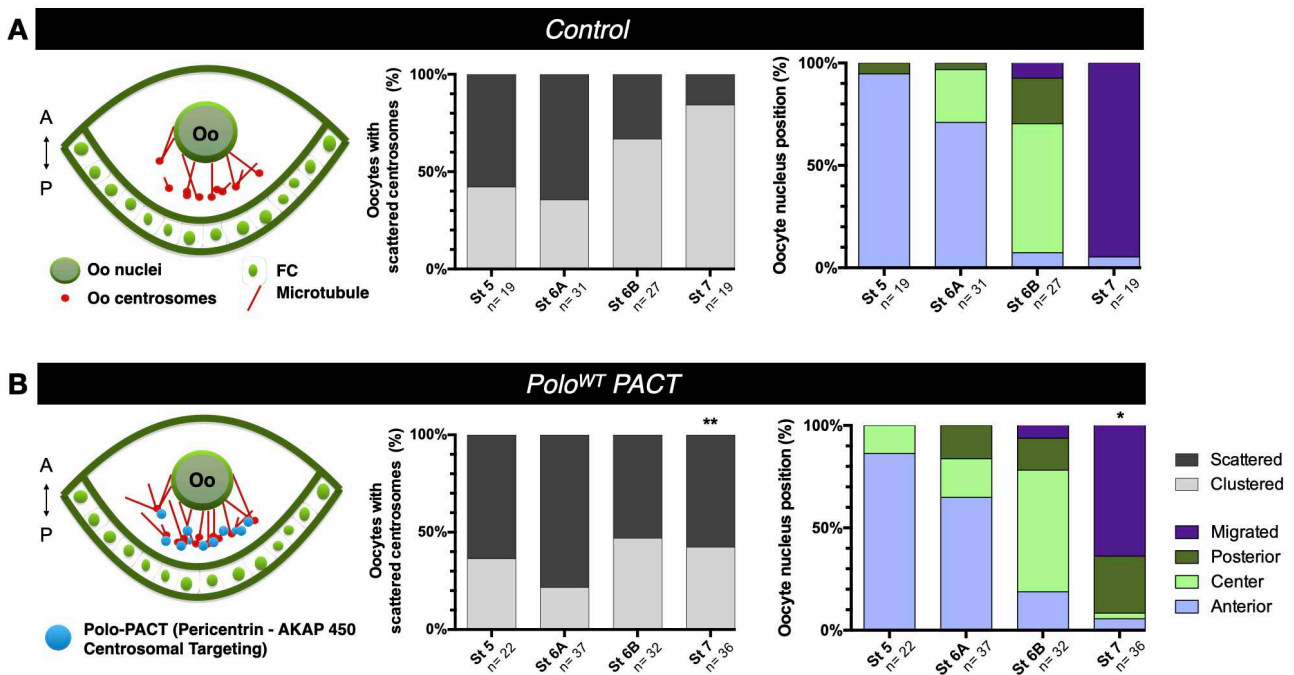 A
Control
A
P
Oo
Oo nuclei
Oo centrosomes
FC
Microtubule
Oocytes with
scattered centrosomes (%)
100%
50%
0%
St 5
n= 19
St 6A
n= 31
St 6B
n= 27
St 7
n= 19
Oocyte nucleus position (%)
100%
50%
0%
St 5
n= 19
St 6A
n= 31
St 6B
n= 27
St 7
n= 19
B
Polo^WT PACT
A
P
Oo
Polo-PACT (Pericentrin - AKAP 450
Centrosomal Targeting)
Oocytes with
scattered centrosomes (%)
100%
50%
0%
**
St 5
n= 22
St 6A
n= 37
St 6B
n= 32
St 7
n= 36
Oocyte nucleus position (%)
100%
50%
0%
*
St 5
n= 22
St 6A
n= 37
St 6B
n= 32
St 7
n= 36
Scattered
Clustered
Migrated
Posterior
Center
Anterior